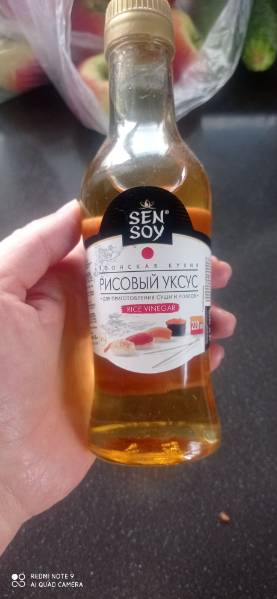 SEN®
SOY
ЯПОНСКАЯ КУХНЯ
РИСОВЫЙ УКСУС
ДЛЯ ПРИГОТОВЛЕНИЯ СУШИ И РОЛЛОВ
RICE VINEGAR
REDMI NOTE 9
AI QUAD CAMERA